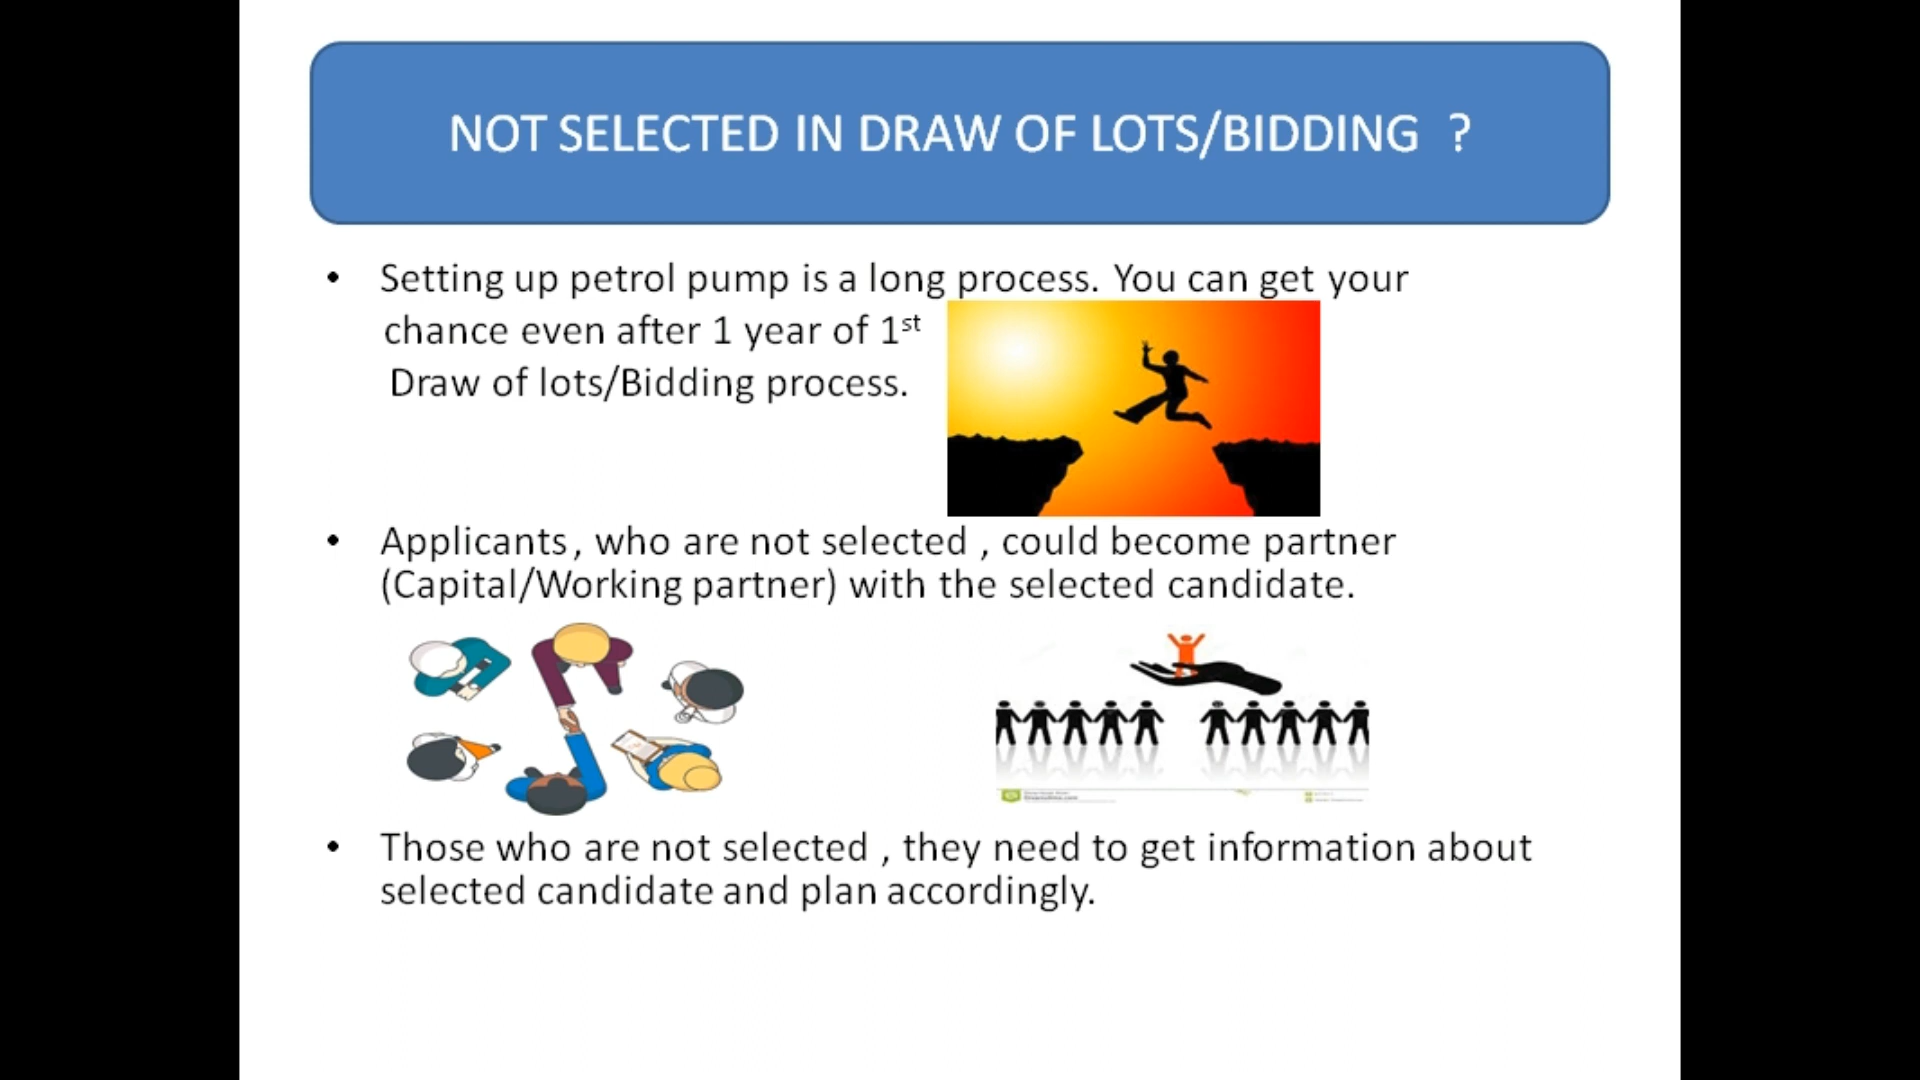 NOT SELECTED IN DRAW OF LOTS/BIDDING ?
• Setting up petrol pump is a long process. You can get your
chance even after 1 year of 1st
Draw of lots/Bidding process.
• Applicants, who are not selected , could become partner
(Capital/Working partner) with the selected candidate.
• Those who are not selected , they need to get information about
selected candidate and plan accordingly.